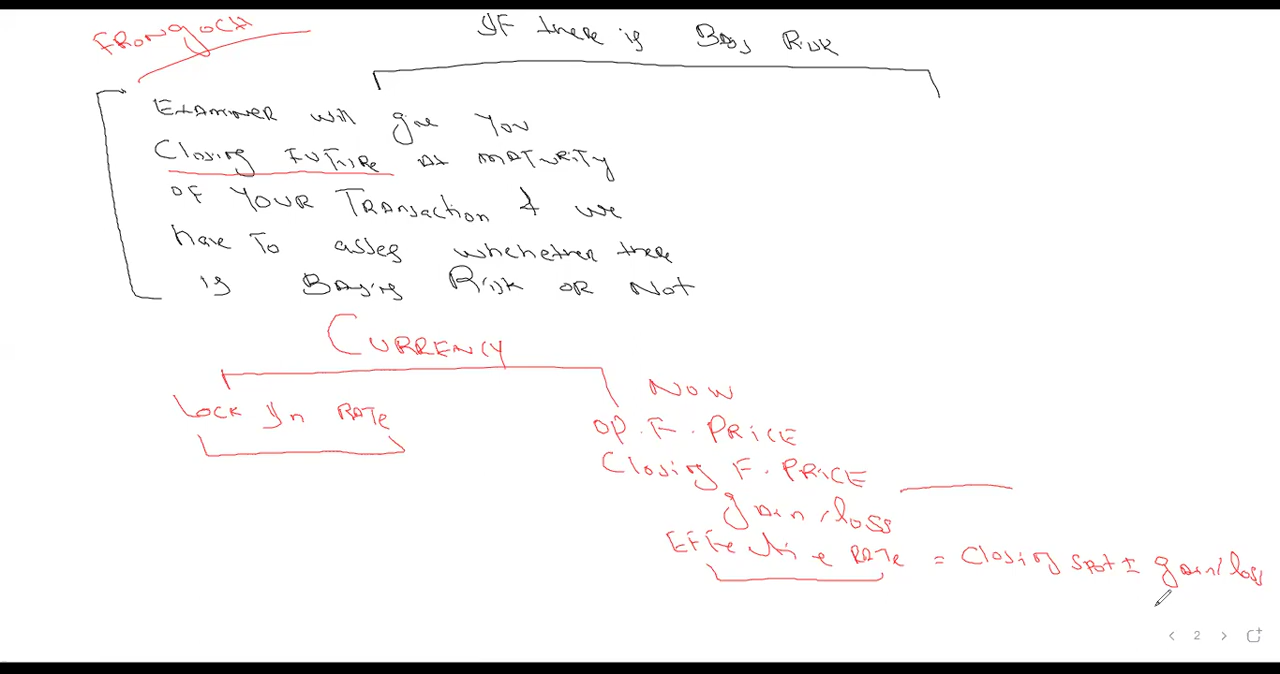 FRONGOCH
If there is Basis Risk
Examiner will give you
Closing Future at maturity
of your Transaction & we
have to asses whehether there
is Basis Risk or Not
CURRENCY
Lock in Rate
NOW
OP. F. PRICE
Closing F. PRICE
gain/loss
Effective Rate = Closing spot ± gain/loss
2